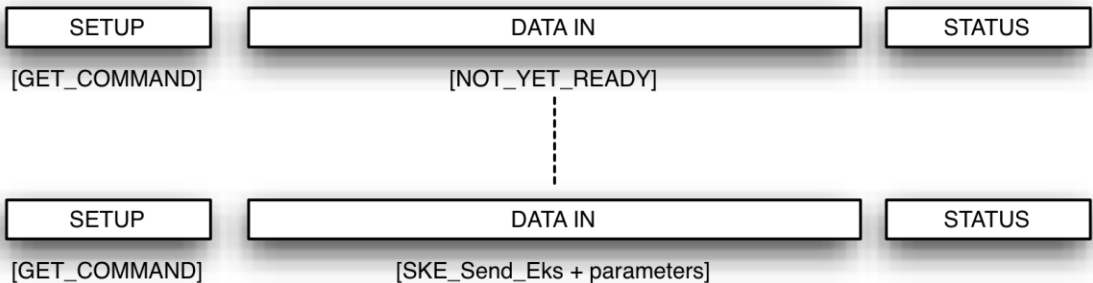 SETUP DATA IN STATUS
[GET_COMMAND] [NOT_YET_READY]
SETUP DATA IN STATUS
[GET_COMMAND] [SKE_Send_Eks + parameters]